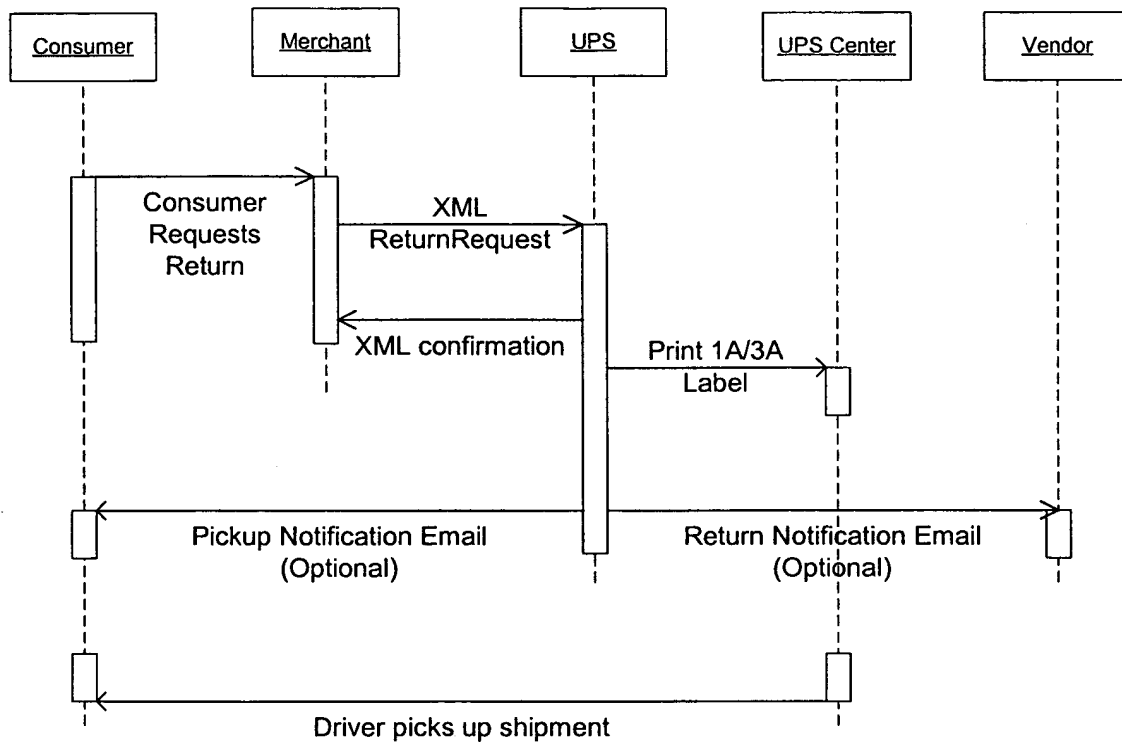 Consumer
Merchant
UPS
UPS Center
Vendor
Consumer
Requests
Return
XML
ReturnRequest
XML confirmation
Print 1A/3A
Label
Pickup Notification Email
(Optional)
Return Notification Email
(Optional)
Driver picks up shipment